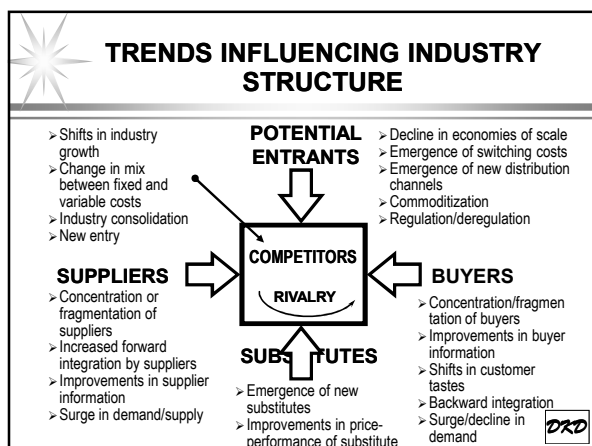 TRENDS INFLUENCING INDUSTRY
STRUCTURE
➢Shifts in industry
growth
➢Change in mix
between fixed and
variable costs
➢Industry consolidation
➢New entry
POTENTIAL
ENTRANTS
➢Decline in economies of scale
➢Emergence of switching costs
➢Emergence of new distribution
channels
➢Commoditization
➢Regulation/deregulation
COMPETITORS
RIVALRY
SUPPLIERS
➢Concentration or
fragmentation of
suppliers
➢Increased forward
integration by suppliers
➢Improvements in supplier
information
➢Surge in demand/supply
BUYERS
➢Concentration/fragmen
tation of buyers
➢Improvements in buyer
information
➢Shifts in customer
tastes
➢Backward integration
➢Surge/decline in
demand
SUBSTITUTES
➢Emergence of new
substitutes
➢Improvements in price-
performance of substitute
DKD